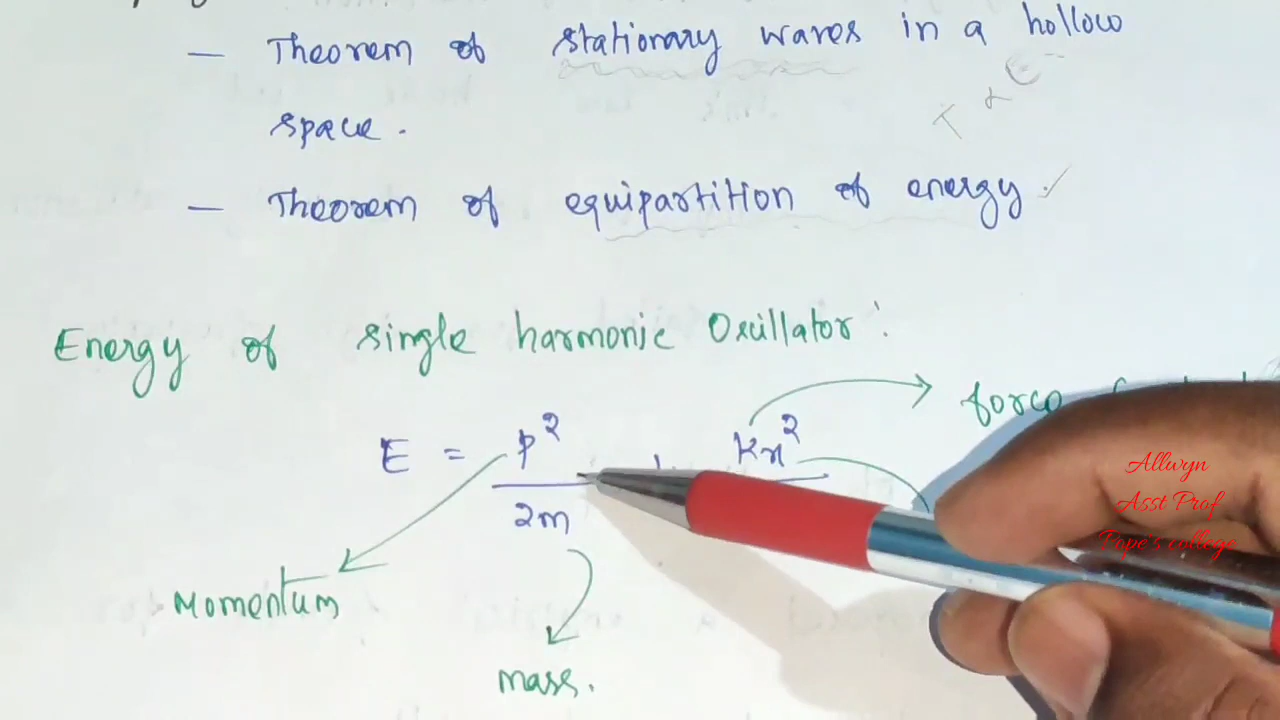 — Theorem of stationary waves in a hollow
space.
T & E
— Theorem of equipartition of energy.
Energy of single harmonic Oscillator:
E = p² + kx²
2m
force
Momentum
mass.
Allwyn
Asst Prof
Pope's college